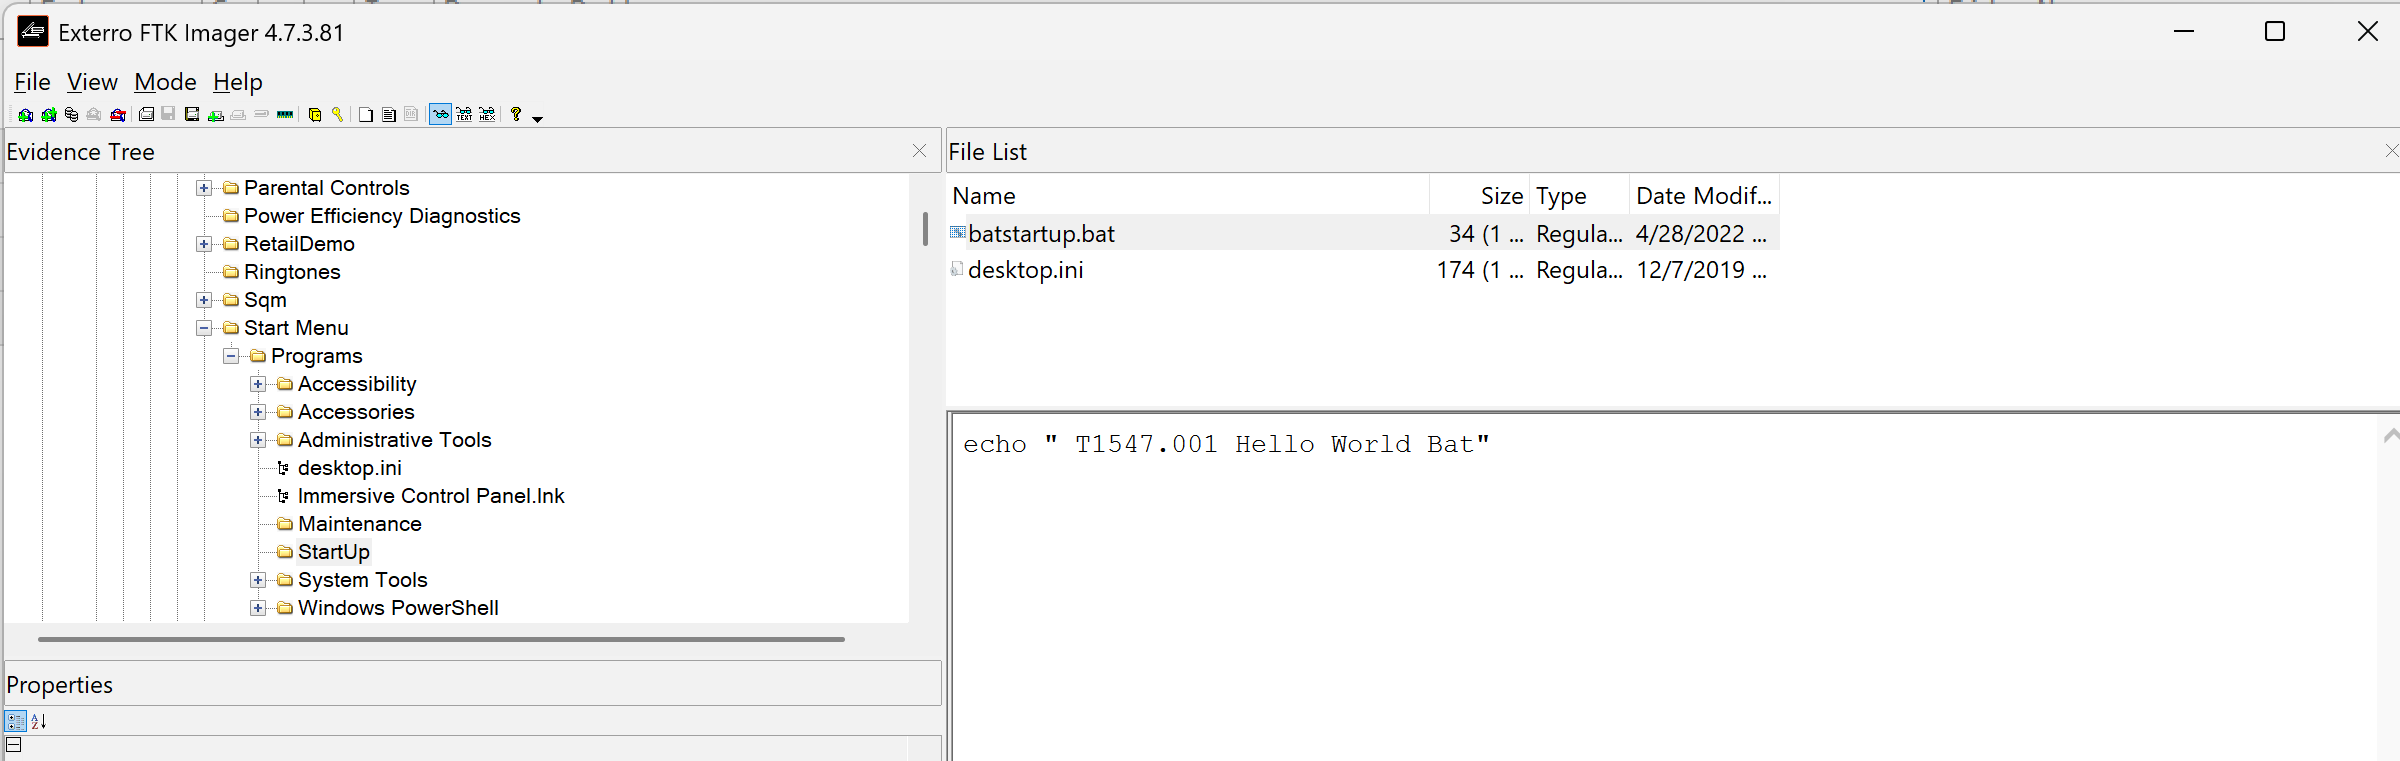 Exterro FTK Imager 4.7.3.81
File View Mode Help
TEXT HEX ?
Evidence Tree
Parental Controls
Power Efficiency Diagnostics
RetailDemo
Ringtones
Sqm
Start Menu
Programs
Accessibility
Accessories
Administrative Tools
desktop.ini
Immersive Control Panel.lnk
Maintenance
StartUp
System Tools
Windows PowerShell
Properties
File List
Name Size Type Date Modif...
batstartup.bat 34 (1 ... Regula... 4/28/2022 ...
desktop.ini 174 (1 ... Regula... 12/7/2019 ...
echo " T1547.001 Hello World Bat"